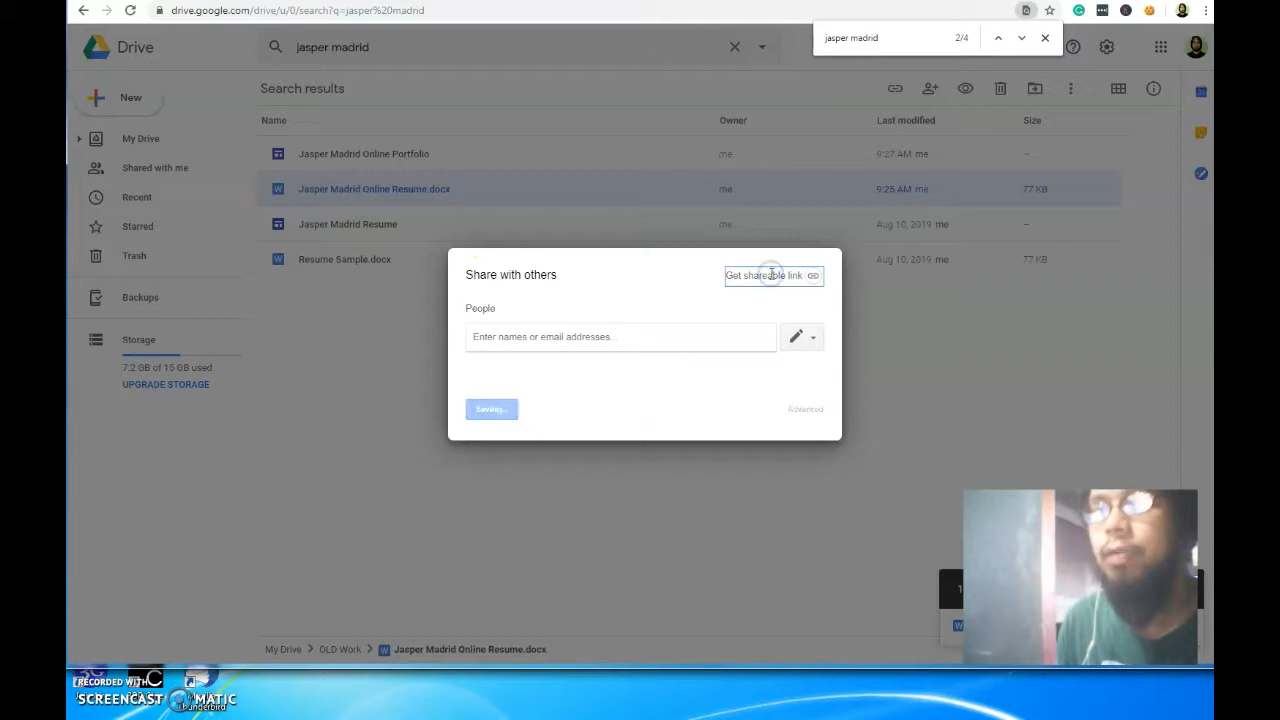 drive.google.com/drive/u/0/search?q=jasper%20madrid
jasper madrid 2/4
Drive
jasper madrid
New
Search results
Name Owner Last modified Size
My Drive
Shared with me
Recent
Starred
Trash
Backups
Storage
7.2 GB of 15 GB used
UPGRADE STORAGE
Jasper Madrid Online Portfolio me 9:27 AM me –
Jasper Madrid Online Resume.docx me 9:26 AM me 77 KB
Jasper Madrid Resume me Aug 10, 2019 me –
Resume Sample.docx me Aug 10, 2019 me 77 KB
Share with others
Get shareable link
People
Enter names or email addresses...
Saving...
Advanced
My Drive OLD Work Jasper Madrid Online Resume.docx
RECORDED WITH
SCREENCAST MATIC
Thunderbird